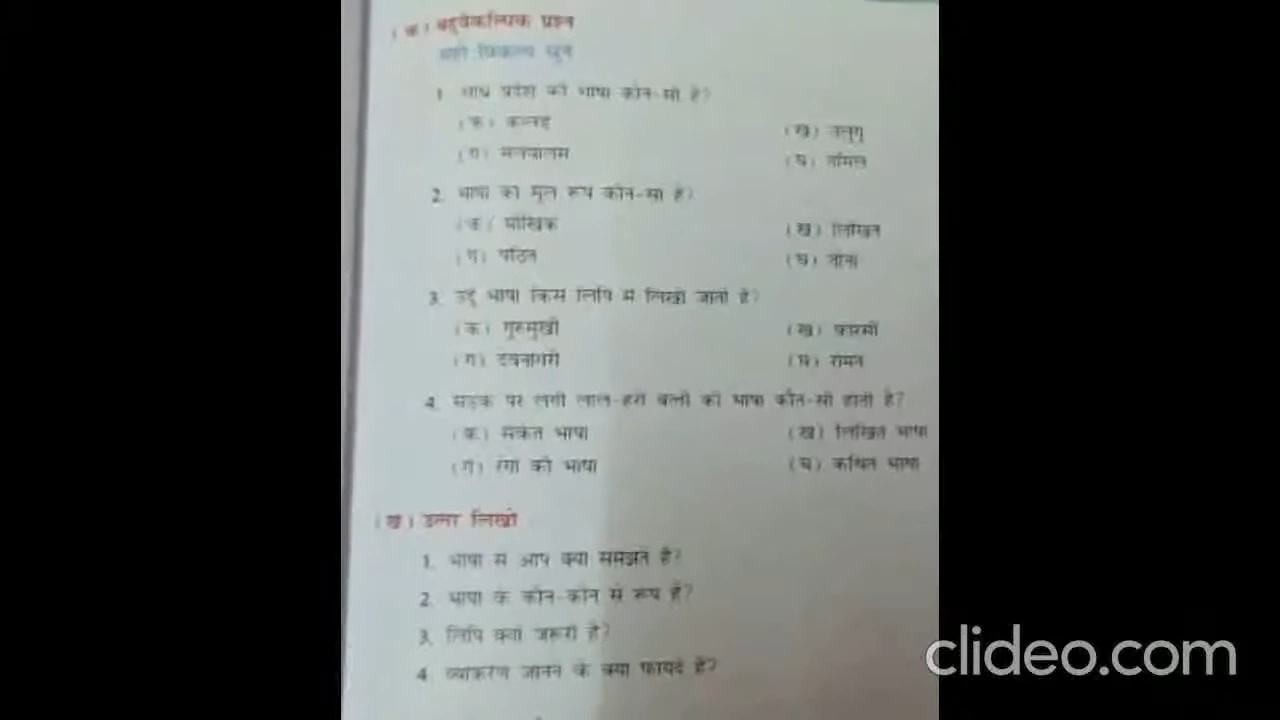 (क) बहुवैकल्पिक प्रश्न
सही विकल्प चुनें
1. आंध्र प्रदेश की भाषा कौन-सी है?
(क) कन्नड़ (ख) तेलुगू
(ग) मलयालम (घ) तमिल
2. भाषा का मूल रूप कौन-सा है?
(क) मौखिक (ख) लिखित
(ग) पठित (घ) तीनों
3. उर्दू भाषा किस लिपि में लिखी जाती है?
(क) गुरुमुखी (ख) फ़ारसी
(ग) देवनागरी (घ) रोमन
4. सड़क पर लगी लाल-हरी बत्ती की भाषा कौन-सी होती है?
(क) संकेत भाषा (ख) लिखित भाषा
(ग) रंगों की भाषा (घ) कथित भाषा
(ख) उत्तर लिखो
1. भाषा से आप क्या समझते हैं?
2. भाषा के कौन-कौन से रूप हैं?
3. लिपि क्यों जरूरी है?
4. व्याकरण जानने के क्या फायदे हैं?
clideo.com